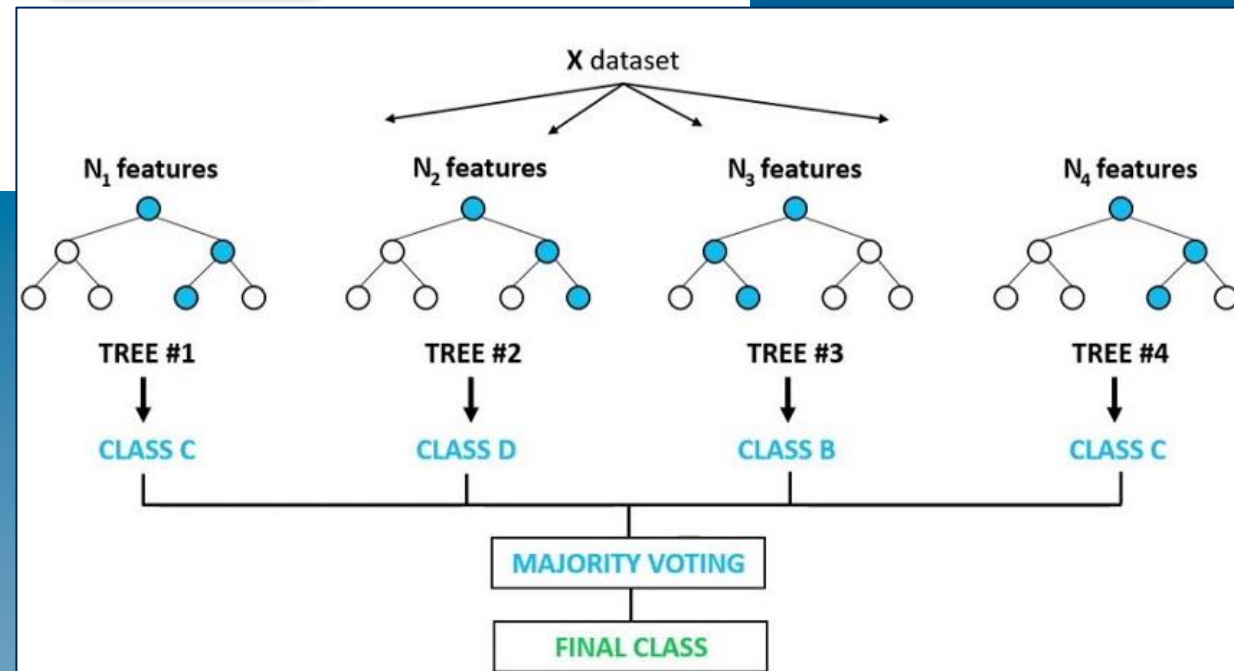 X dataset
N₁ features
N₂ features
N₃ features
N₄ features
TREE #1
TREE #2
TREE #3
TREE #4
CLASS C
CLASS D
CLASS B
CLASS C
MAJORITY VOTING
FINAL CLASS